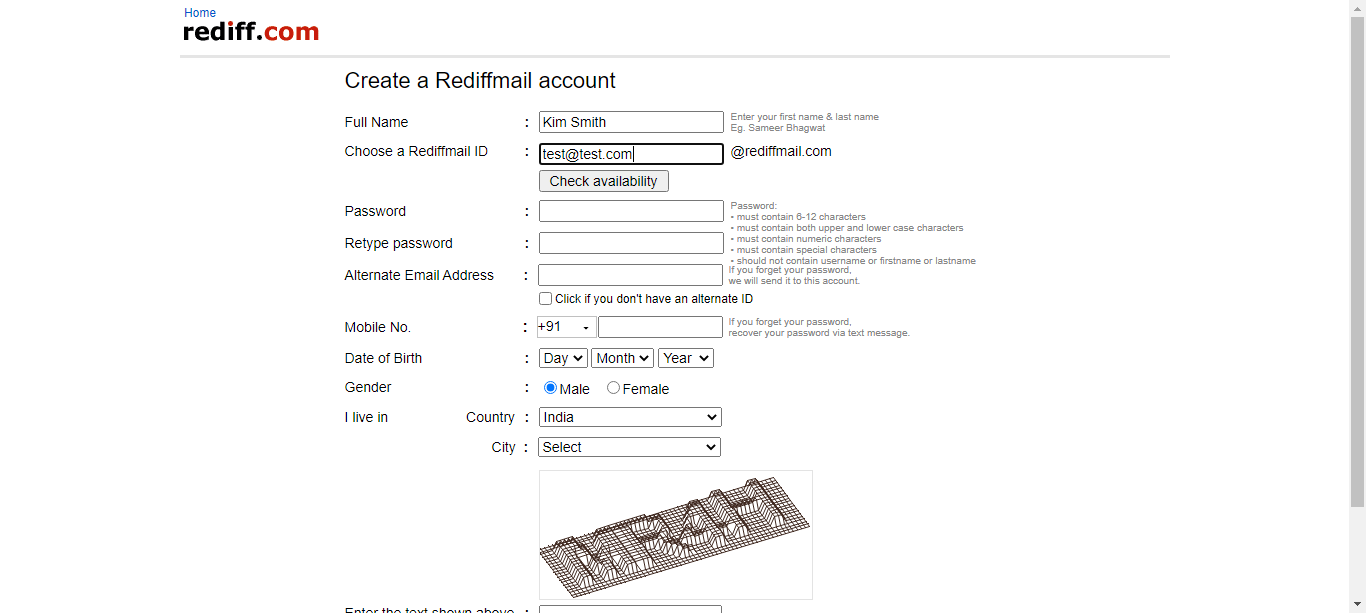 Home
rediff.com
Create a Rediffmail account
Full Name : Kim Smith
Enter your first name & last name
Eg. Sameer Bhagwat
Choose a Rediffmail ID : test@test.com @rediffmail.com
Check availability
Password :
Password:
• must contain 6-12 characters
• must contain both upper and lower case characters
Retype password :
• must contain numeric characters
• must contain special characters
• should not contain username or firstname or lastname
Alternate Email Address :
If you forget your password,
we will send it to this account.
Click if you don't have an alternate ID
Mobile No. : +91
If you forget your password,
recover your password via text message.
Date of Birth : Day Month Year
Gender : Male Female
I live in Country : India
City : Select
Enter the text shown above :